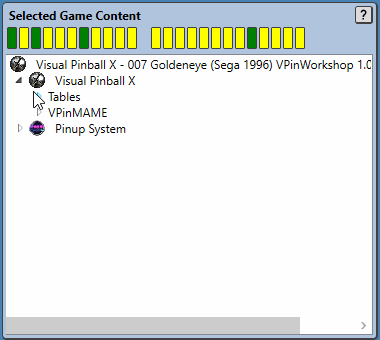 Selected Game Content
?
Visual Pinball X - 007 Goldeneye (Sega 1996) VPinWorkshop 1.0
Visual Pinball X
Tables
VPinMAME
Pinup System